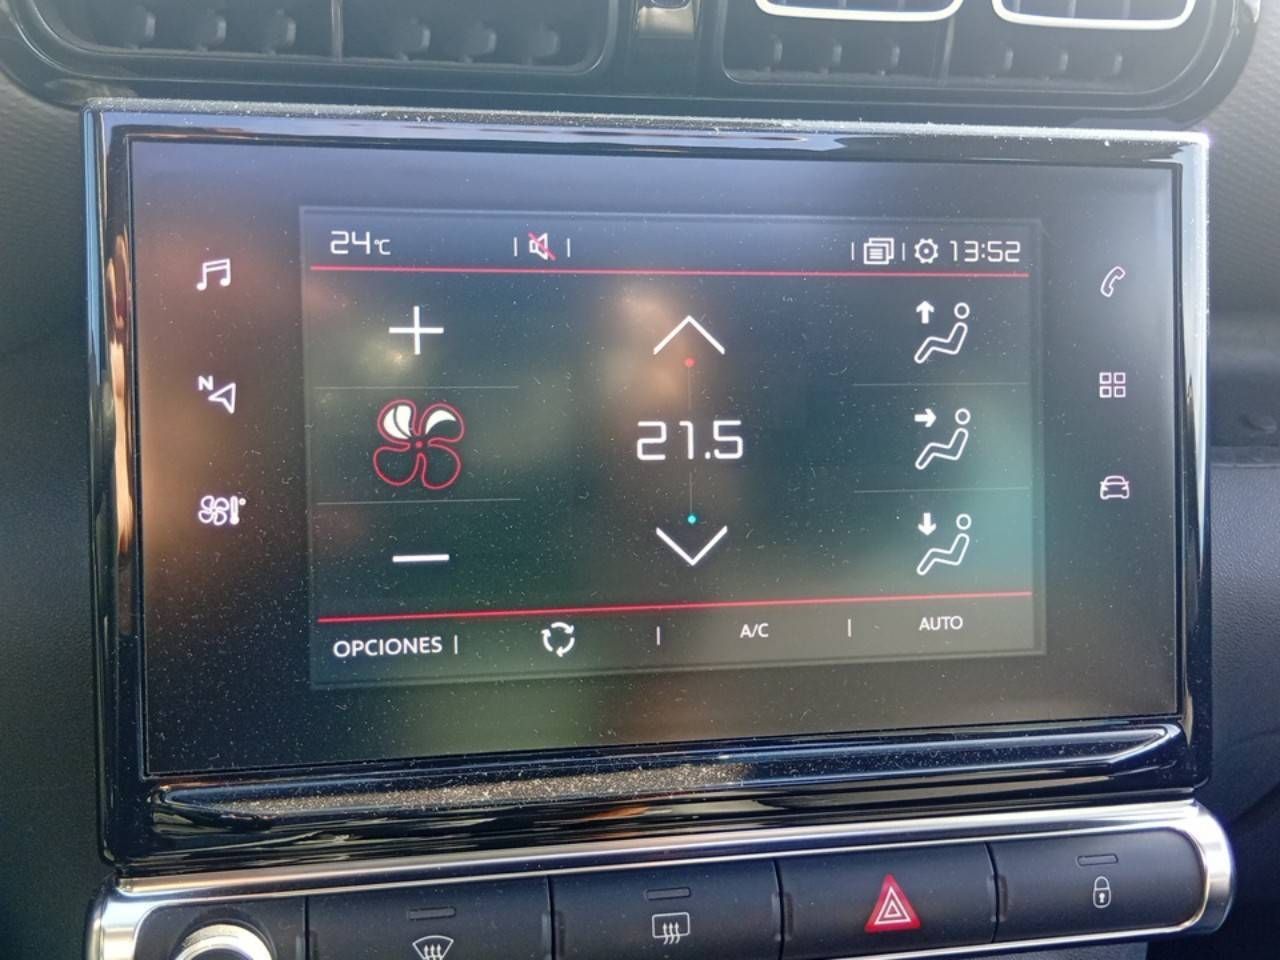 24°C
13:52
N
21.5
OPCIONES
A/C
AUTO